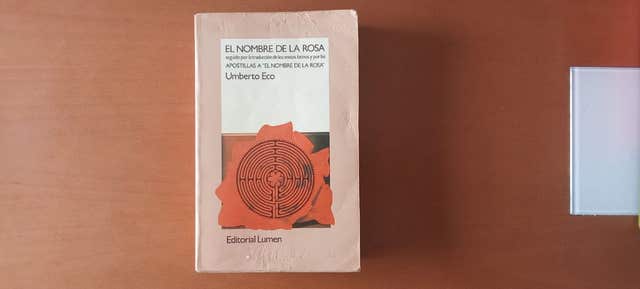 EL NOMBRE DE LA ROSA
seguido por la traducción de los textos latinos y por las
APOSTILLAS A "EL NOMBRE DE LA ROSA"
Umberto Eco
Editorial Lumen